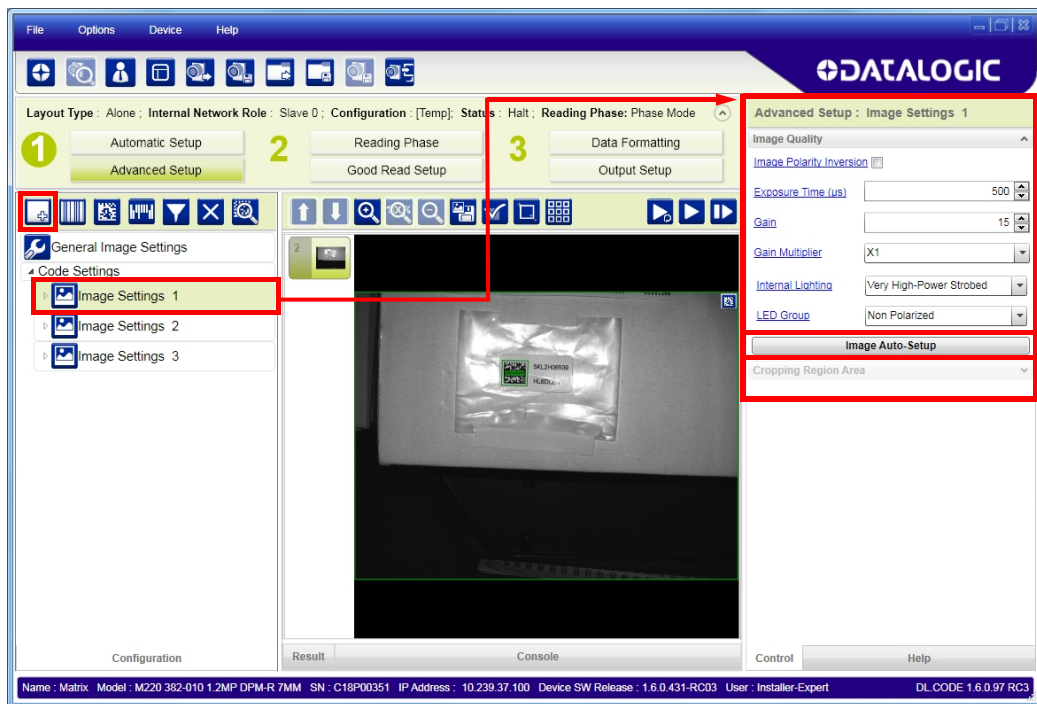 File Options Device Help
DATALOGIC
Layout Type : Alone ; Internal Network Role : Slave 0 ; Configuration : [Temp]; Status : Halt ; Reading Phase: Phase Mode
1 Automatic Setup 2 Reading Phase 3 Data Formatting
Advanced Setup Good Read Setup Output Setup
General Image Settings
Code Settings
Image Settings 1
Image Settings 2
Image Settings 3
Configuration
2
5KL2H06509
Result Console
Advanced Setup : Image Settings 1
Image Quality
Image Polarity Inversion
Exposure Time (µs) 500
Gain 15
Gain Multiplier X1
Internal Lighting Very High-Power Strobed
LED Group Non Polarized
Image Auto-Setup
Cropping Region Area
Control Help
Name : Matrix Model : M220 382-010 1.2MP DPM-R 7MM SN : C18P00351 IP Address : 10.239.37.100 Device SW Release : 1.6.0.431-RC03 User : Installer-Expert DL.CODE 1.6.0.97 RC3